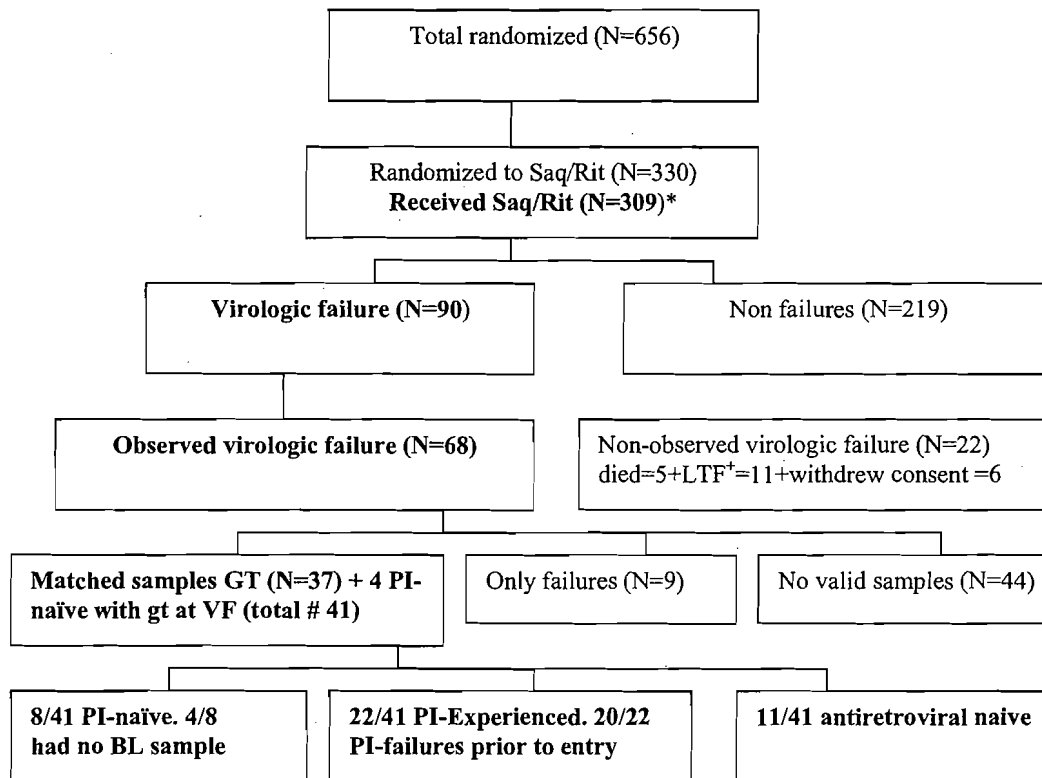 Total randomized (N=656)
Randomized to Saq/Rit (N=330)
Received Saq/Rit (N=309)*
Virologic failure (N=90)
Non failures (N=219)
Observed virologic failure (N=68)
Non-observed virologic failure (N=22)
died=5+LTF+=11+withdrew consent =6
Matched samples GT (N=37) + 4 PI-
naïve with gt at VF (total # 41)
Only failures (N=9)
No valid samples (N=44)
8/41 PI-naïve. 4/8
had no BL sample
22/41 PI-Experienced. 20/22
PI-failures prior to entry
11/41 antiretroviral naive